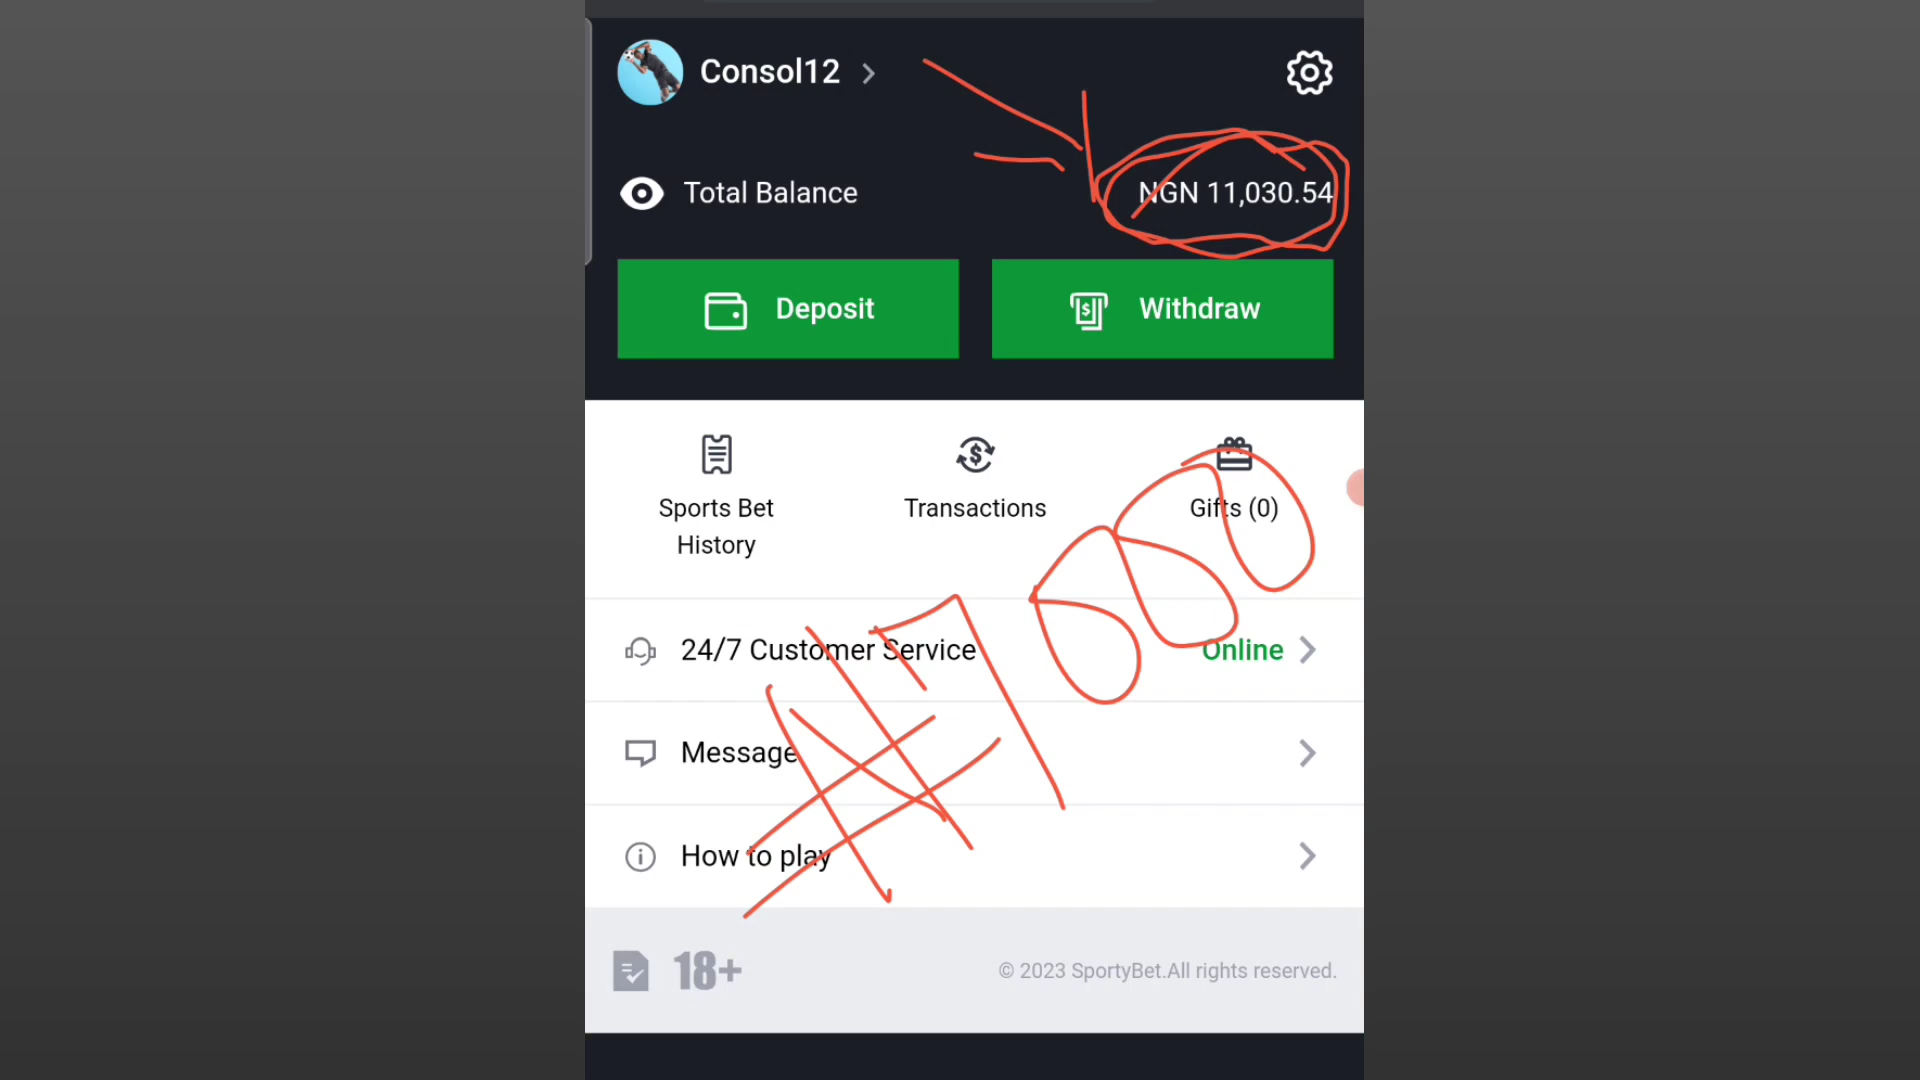 Consol12
Total Balance NGN 11,030.54
Deposit Withdraw
Sports Bet History Transactions Gifts (0)
24/7 Customer Service Online
Message
How to play
18+ © 2023 SportyBet.All rights reserved.